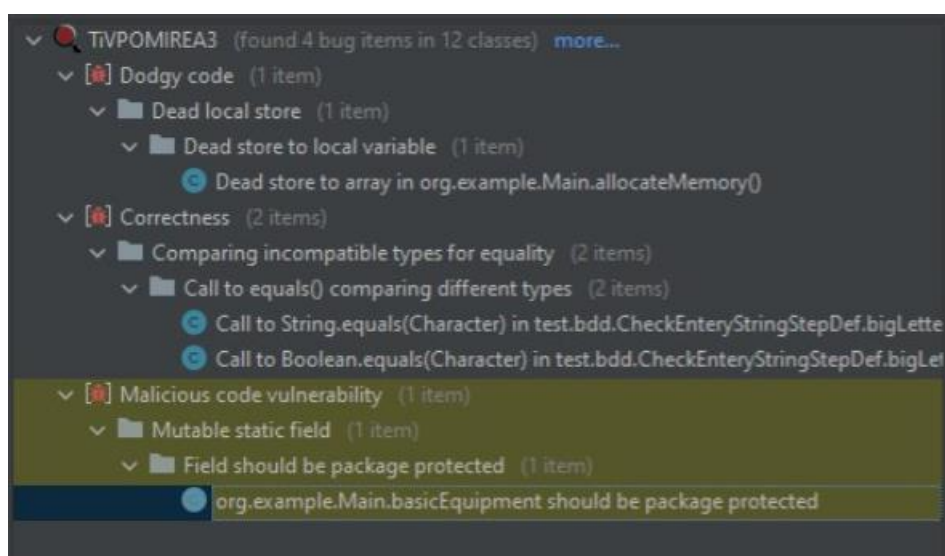 TiVPOMIREA3 (found 4 bug items in 12 classes) more...
Dodgy code (1 item)
Dead local store (1 item)
Dead store to local variable (1 item)
Dead store to array in org.example.Main.allocateMemory()
Correctness (2 items)
Comparing incompatible types for equality (2 items)
Call to equals() comparing different types (2 items)
Call to String.equals(Character) in test.bdd.CheckEnteryStringStepDef.bigLette
Call to Boolean.equals(Character) in test.bdd.CheckEnteryStringStepDef.bigLet
Malicious code vulnerability (1 item)
Mutable static field (1 item)
Field should be package protected (1 item)
org.example.Main.basicEquipment should be package protected